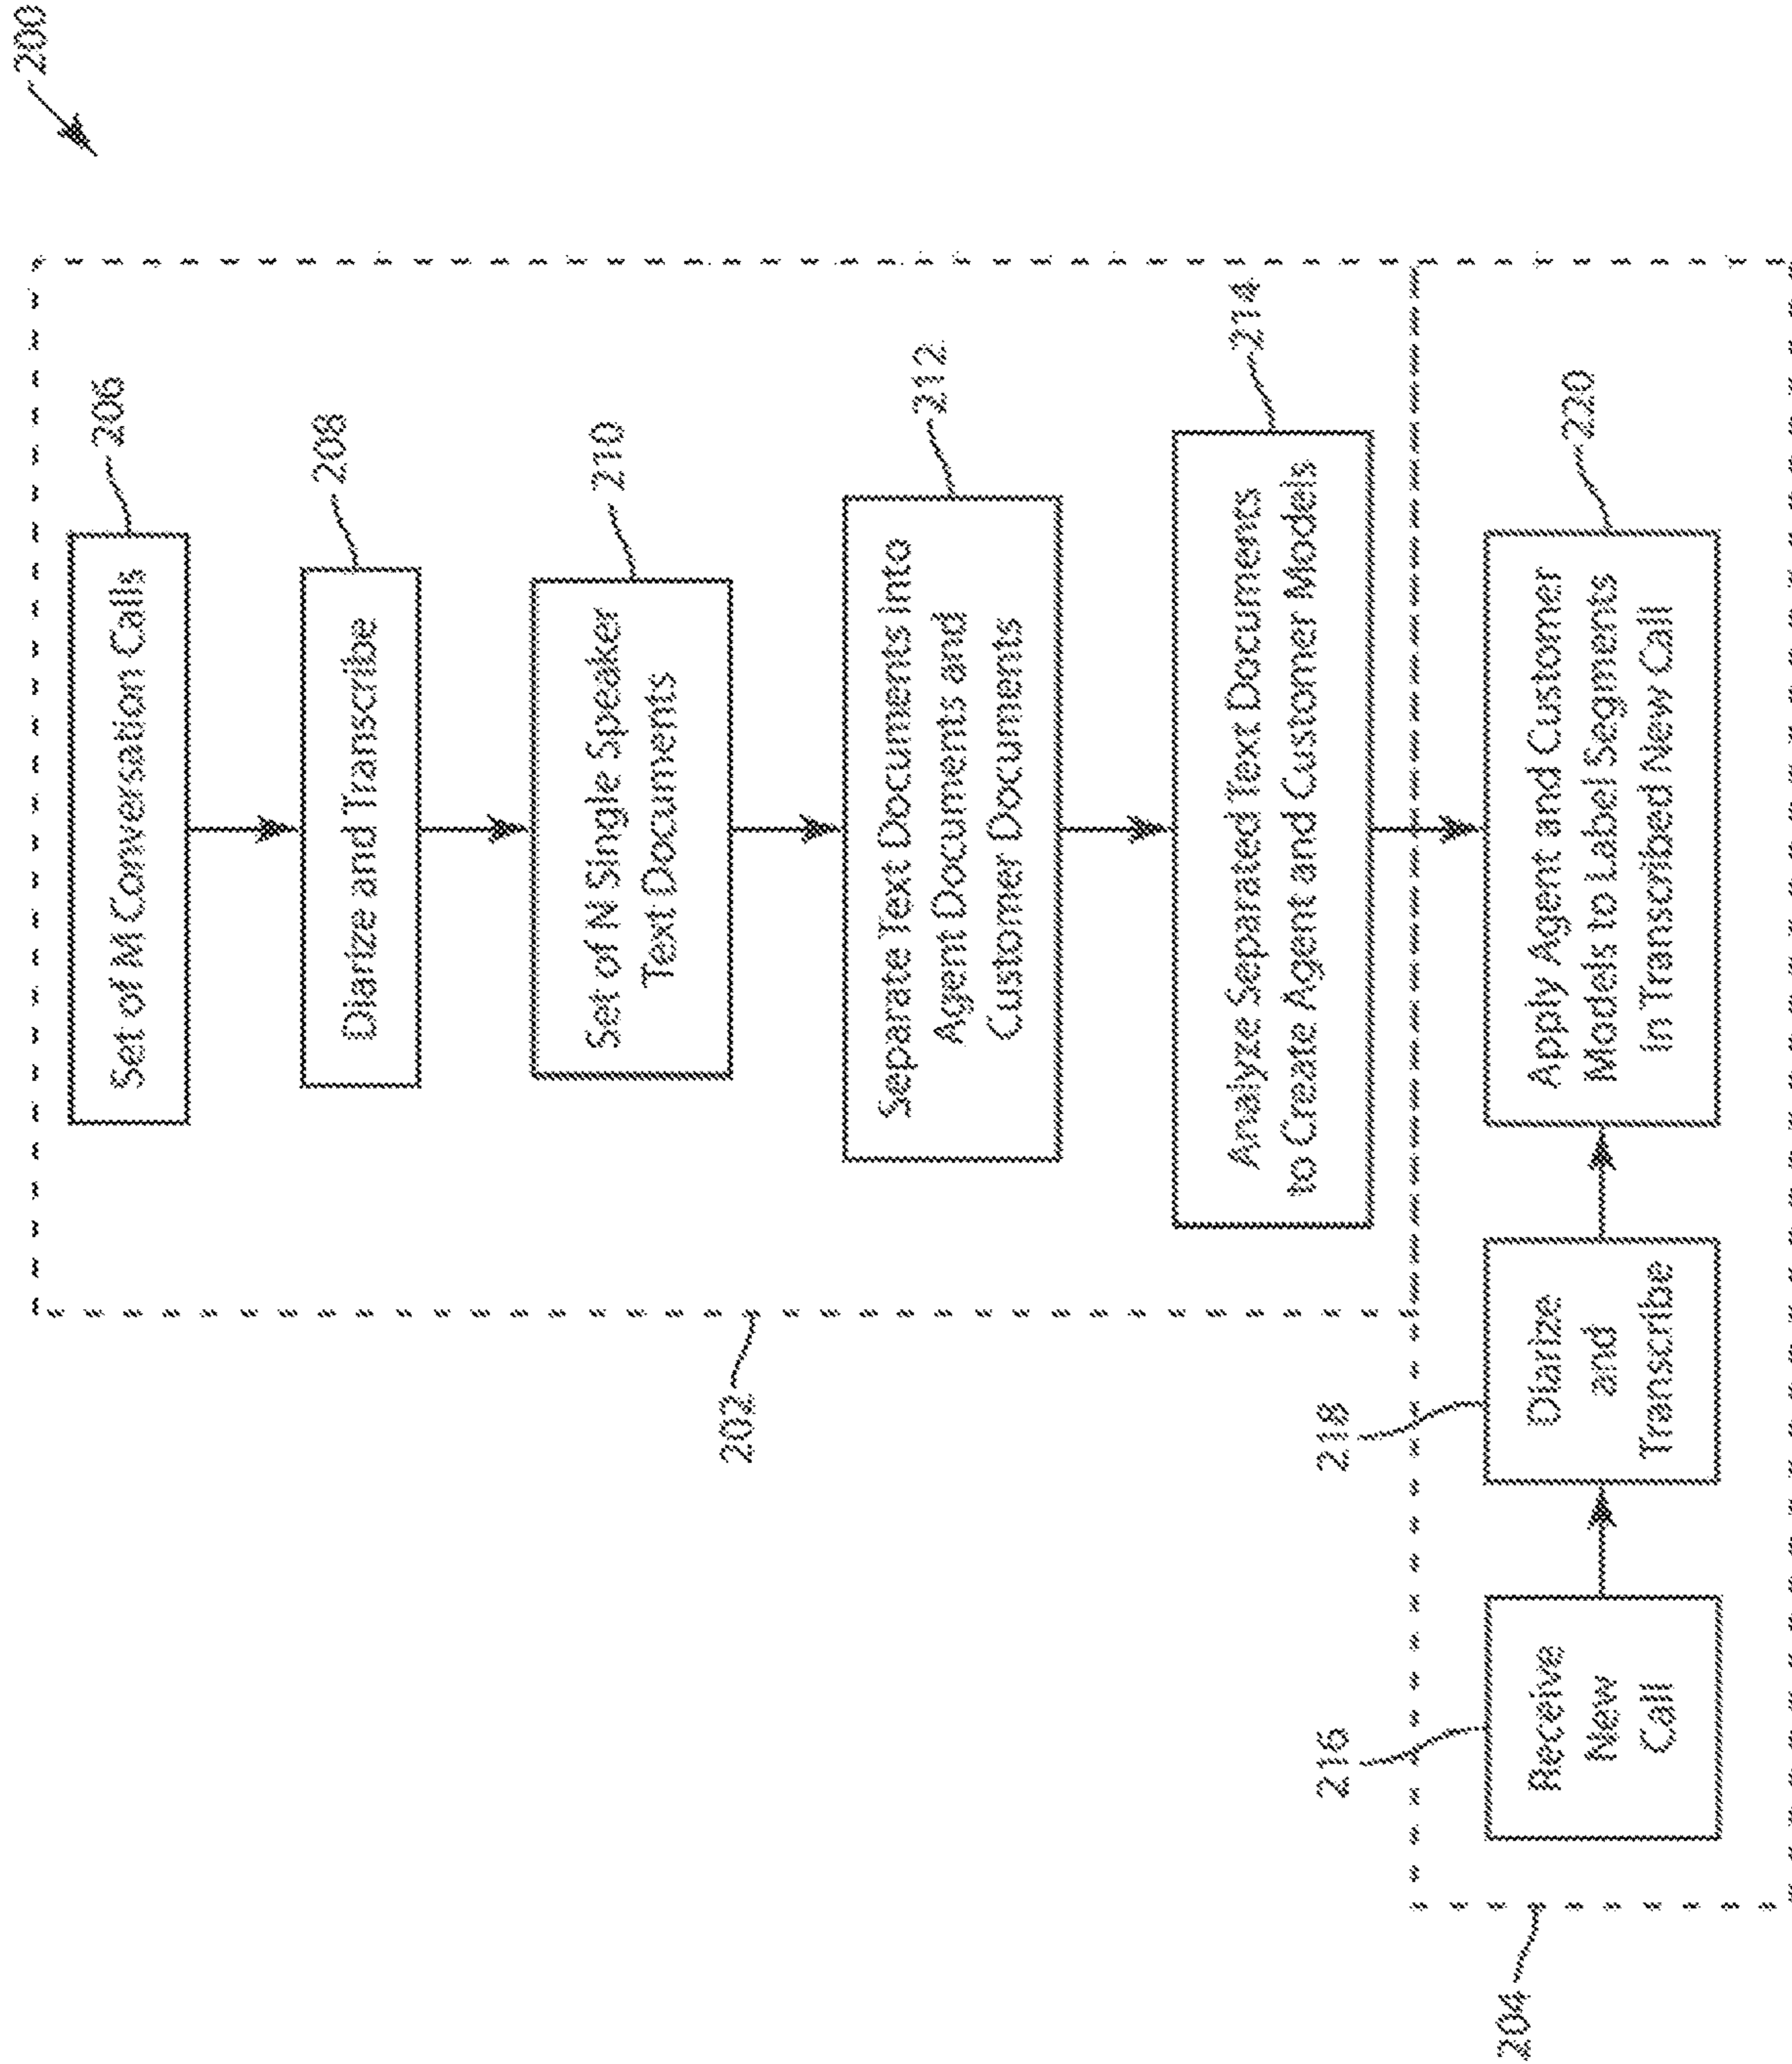 200
Set of M Conversation Calls
206
Diarize and Transcribe
208
Set of N Single Speaker
Text Documents
210
Separate Text Documents into
Agent Documents and
Customer Documents
212
Analyze Separated Text Documents
to Create Agent and Customer Models
214
202
216
Receive
New
Call
218
Diarize
and
Transcribe
Apply Agent and Customer
Models to Label Segments
in Transcribed New Call
220
204